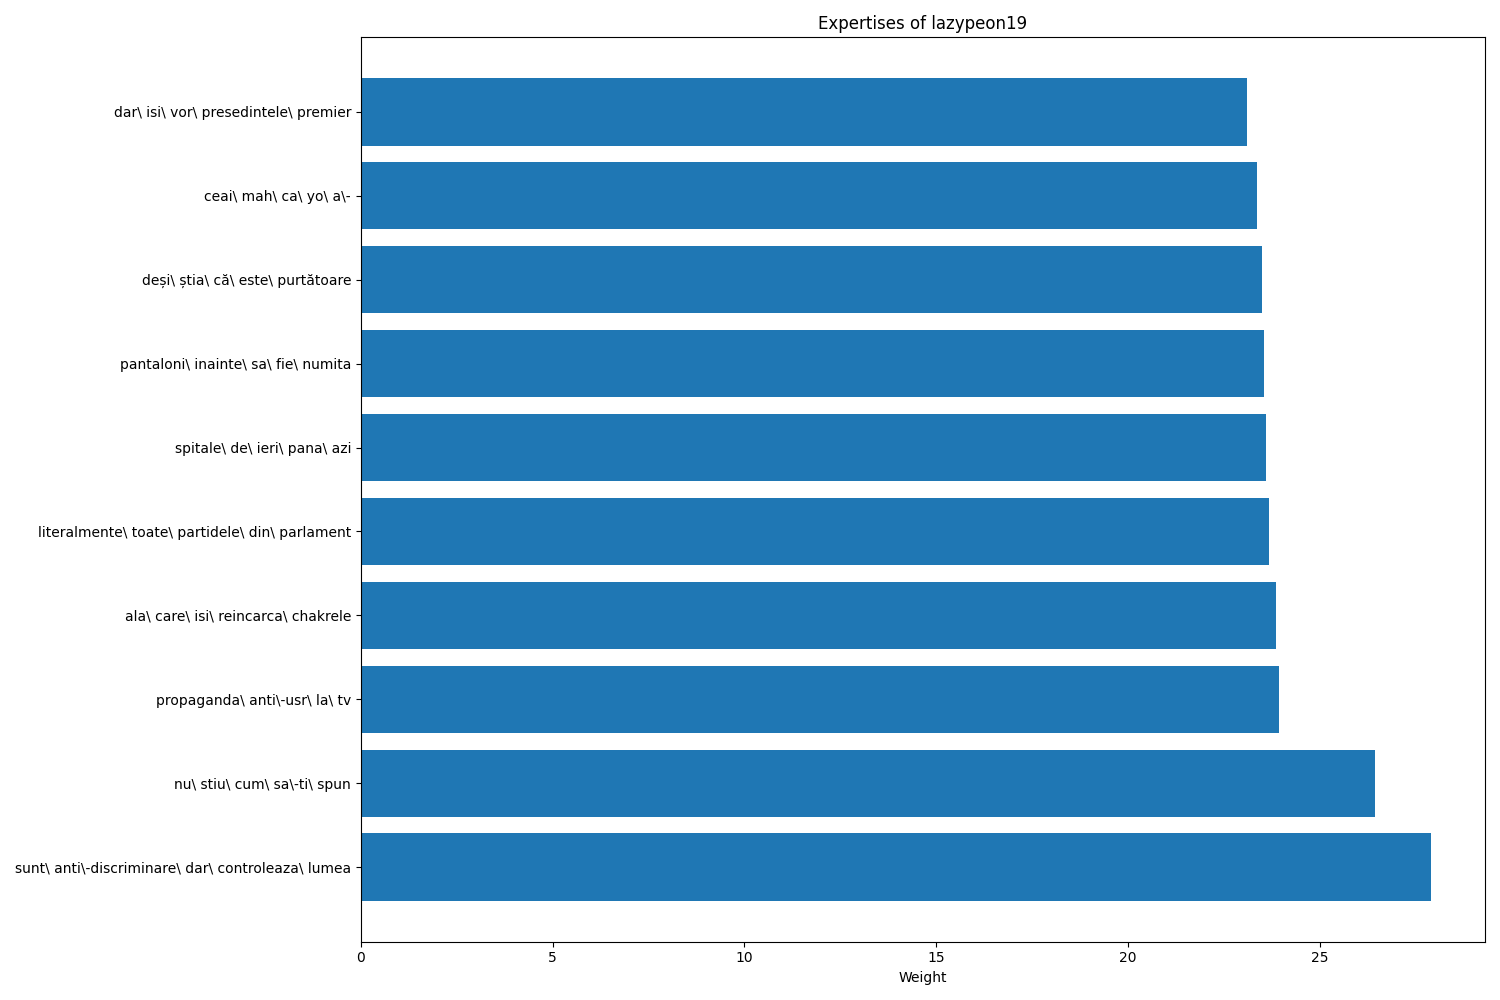 Expertises of lazypeon19
dar\ isi\ vor\ presedintele\ premier
ceai\ mah\ ca\ yo\ a\-
deși\ știa\ că\ este\ purtătoare
pantaloni\ inainte\ sa\ fie\ numita
spitale\ de\ ieri\ pana\ azi
literalmente\ toate\ partidele\ din\ parlament
ala\ care\ isi\ reincarca\ chakrele
propaganda\ anti\-usr\ la\ tv
nu\ stiu\ cum\ sa\-ti\ spun
sunt\ anti\-discriminare\ dar\ controleaza\ lumea
0 5 10 15 20 25
Weight